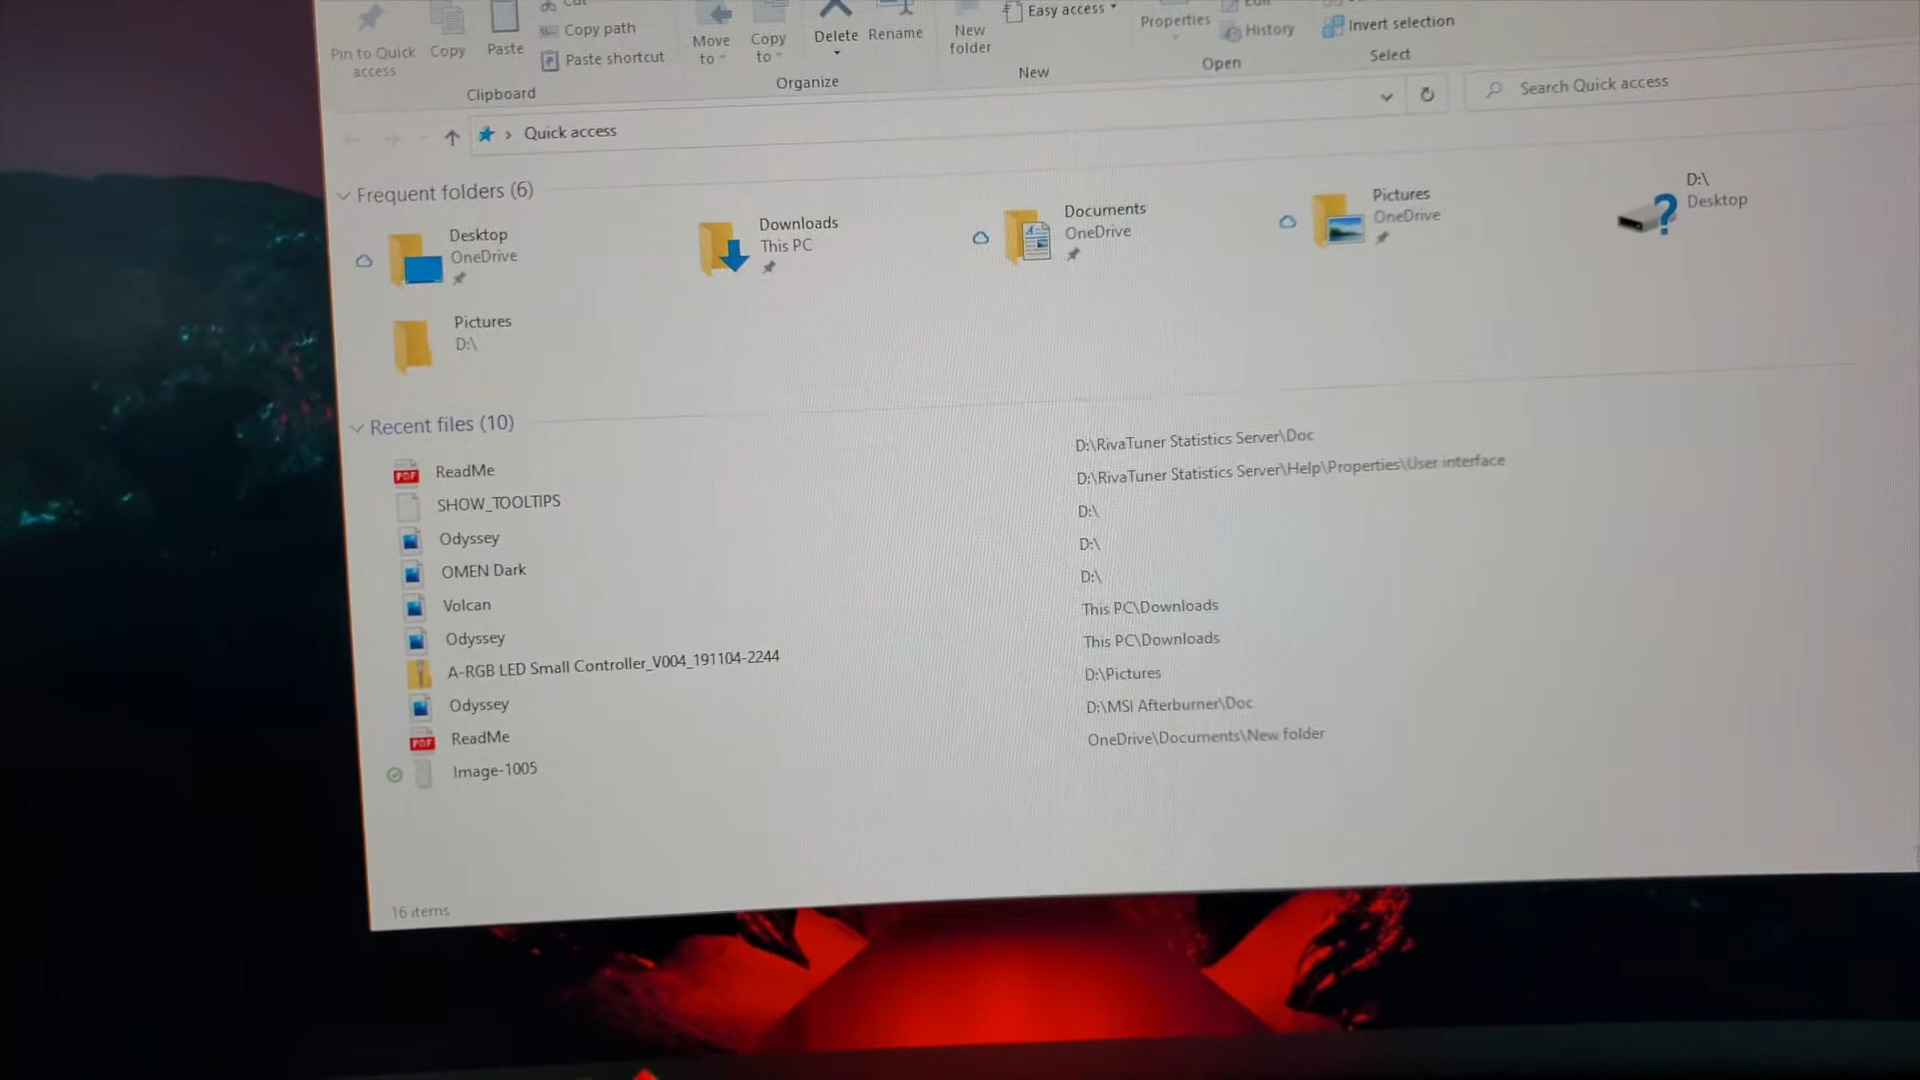 Cut
Copy path
Paste shortcut
Pin to Quick
access
Copy
Paste
Clipboard
Move
to
Copy
to
Delete
Rename
Organize
New
folder
Easy access
New
Properties
Edit
History
Open
Invert selection
Select
Quick access
Search Quick access
Frequent folders (6)
Desktop
OneDrive
Downloads
This PC
Documents
OneDrive
Pictures
OneDrive
D:\
Desktop
Pictures
D:\
Recent files (10)
ReadMe
D:\RivaTuner Statistics Server\Doc
SHOW_TOOLTIPS
D:\RivaTuner Statistics Server\Help\Properties\User interface
Odyssey
D:\
OMEN Dark
D:\
Volcan
D:\
Odyssey
This PC\Downloads
A-RGB LED Small Controller_V004_191104-2244
This PC\Downloads
Odyssey
D:\Pictures
ReadMe
D:\MSI Afterburner\Doc
Image-1005
OneDrive\Documents\New folder
16 items